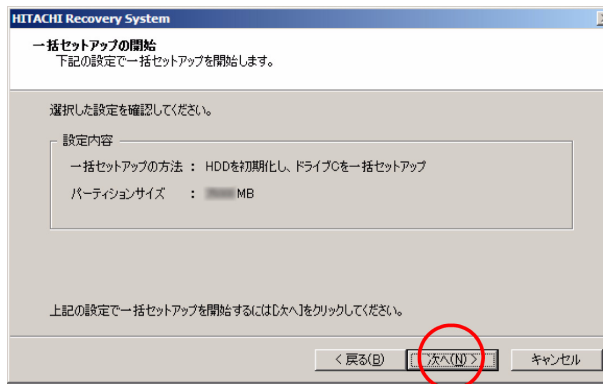 HITACHI Recovery System
一括セットアップの開始
下記の設定で一括セットアップを開始します。
選択した設定を確認してください。
設定内容
一括セットアップの方法 : HDDを初期化し、ドライブCを一括セットアップ
パーティションサイズ : MB
上記の設定で一括セットアップを開始するには[次へ]をクリックしてください。
< 戻る(B) 次へ(N) > キャンセル